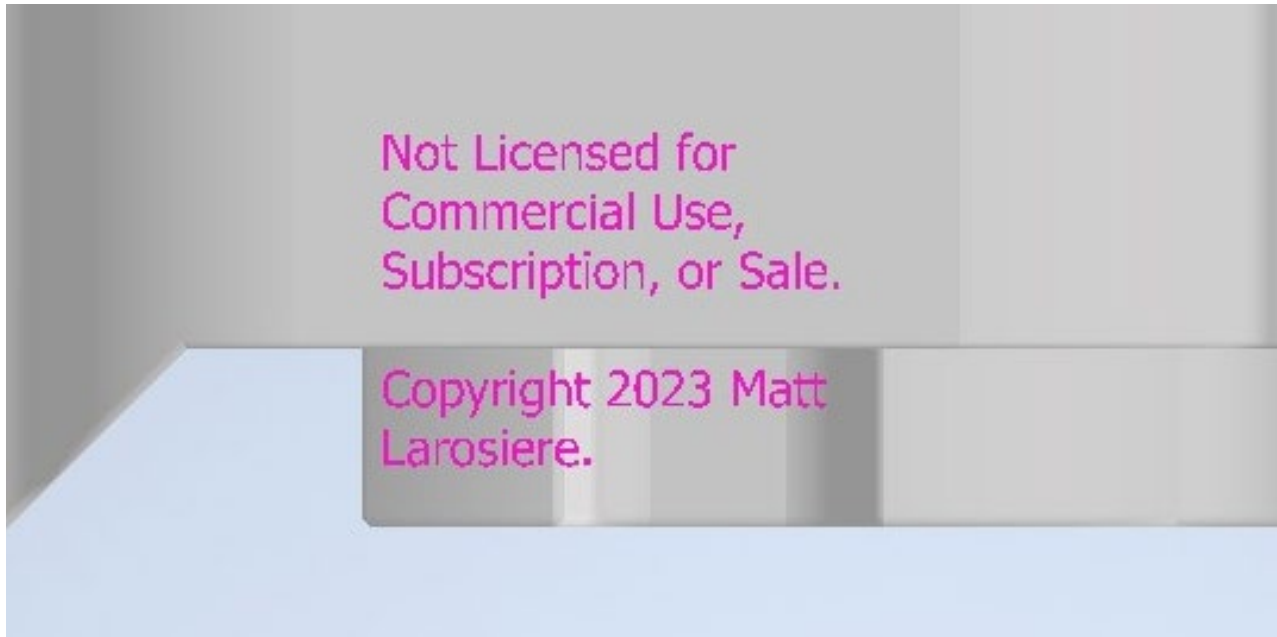 Not Licensed for
Commercial Use,
Subscription, or Sale.
Copyright 2023 Matt
Larosiere.